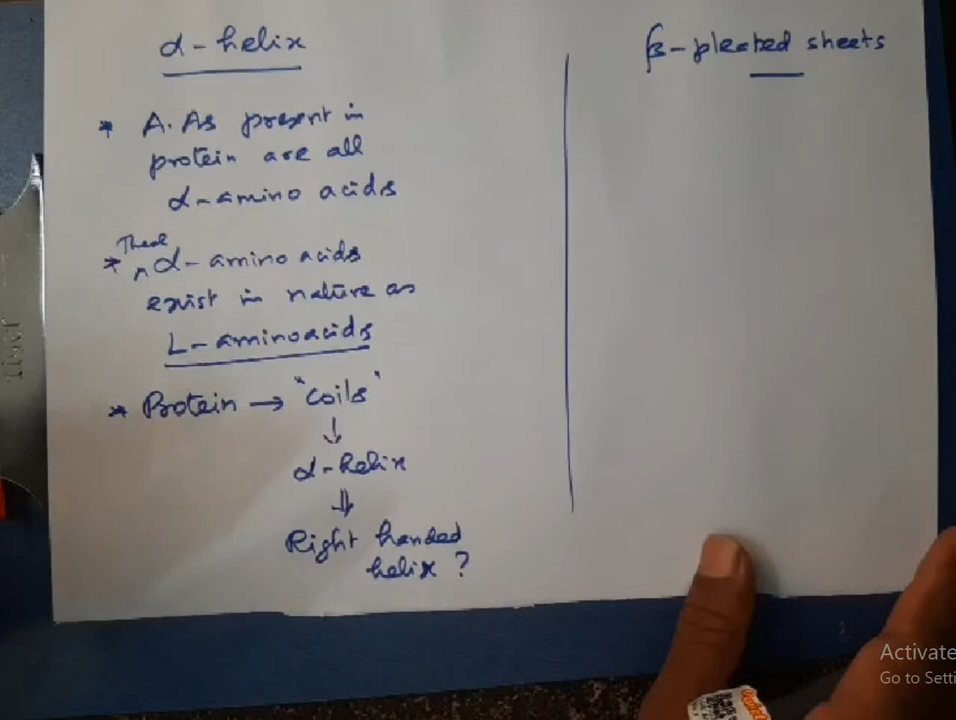 α-helix
* A.As present in
protein are all
α-amino acids
These
* ^ α-amino acids
exist in nature as
L-aminoacids
* Protein → "coils"
↓
α-helix
⇓
Right handed
helix ?
β-pleated sheets
Activate
Go to Setti